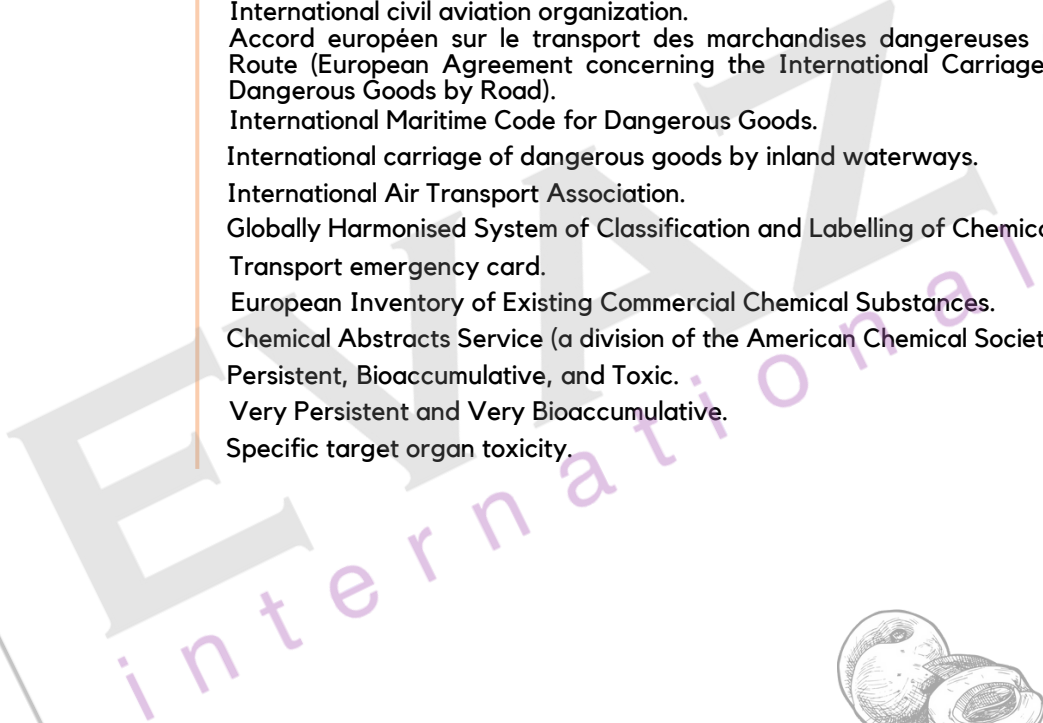 International civil aviation organization.
Accord européen sur le transport des marchandises dangereuses
Route (European Agreement concerning the International Carriage
Dangerous Goods by Road).
International Maritime Code for Dangerous Goods.
International carriage of dangerous goods by inland waterways.
International Air Transport Association.
Globally Harmonised System of Classification and Labelling of Chemic
Transport emergency card.
European Inventory of Existing Commercial Chemical Substances.
Chemical Abstracts Service (a division of the American Chemical Societ
Persistent, Bioaccumulative, and Toxic.
Very Persistent and Very Bioaccumulative.
Specific target organ toxicity.
EVAZ
international